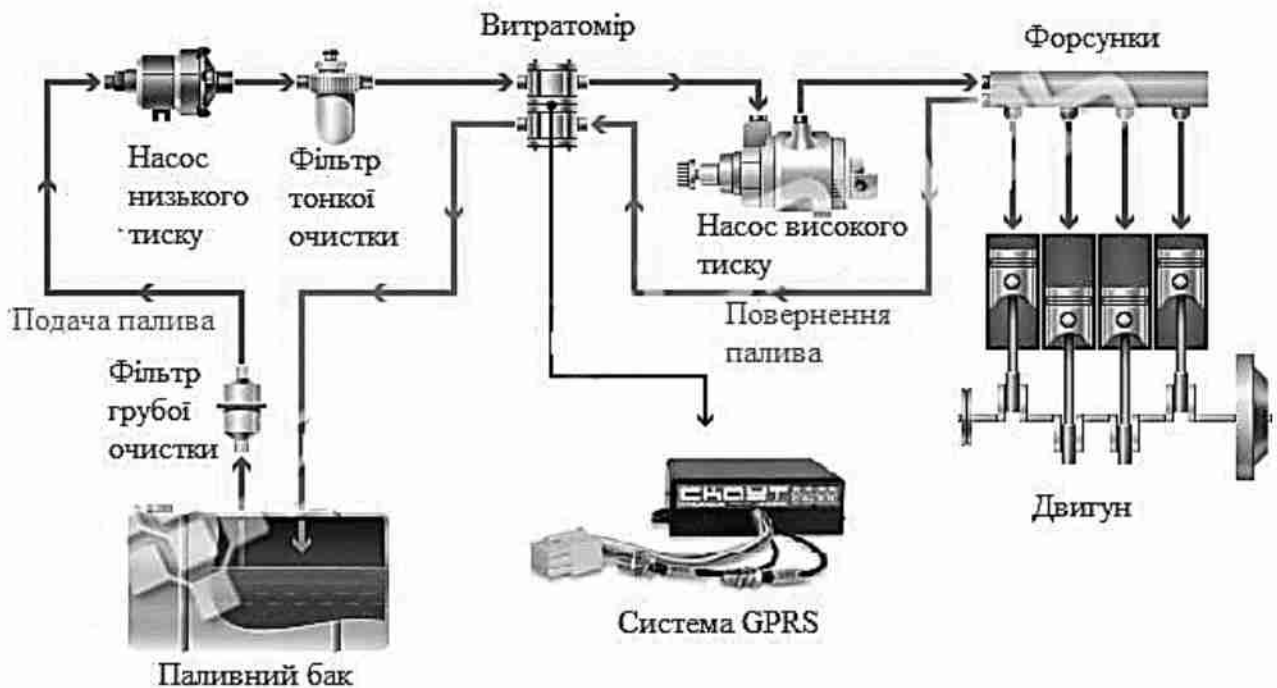 Витратомір
Форсунки
Насос
низького
тиску
Фільтр
тонкої
очистки
Насос високого
тиску
Подача палива
Повернення
палива
Фільтр
грубої
очистки
СКАУТ
Двигун
Система GPRS
Паливний бак